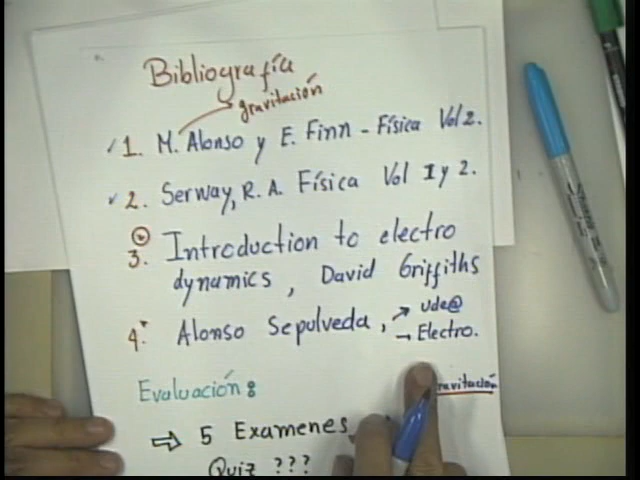 Bibliografía
gravitación
✓ 1. M. Alonso y E. Finn - Física Vol 2.
✓ 2. Serway, R. A. Física Vol I y 2.
3. Introduction to electro
dynamics, David Griffiths
4.* Alonso Sepulveda, → Ude@
→ Electro.
Evaluación:
ravitación
⇒ 5 Examenes
Quiz ???